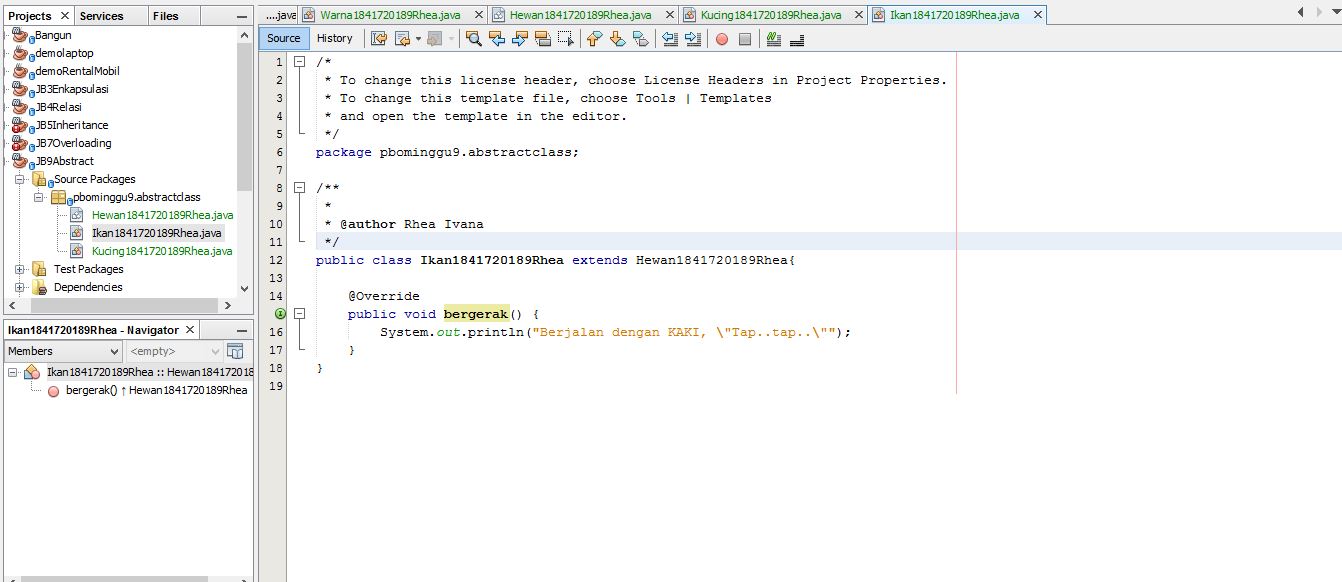 Projects Services Files
Bangun
demolaptop
demoRentalMobil
JB3Enkapsulasi
JB4Relasi
JB5Inheritance
JB7Overloading
JB9Abstract
Source Packages
pbominggu9.abstractclass
Hewan1841720189Rhea.java
Ikan1841720189Rhea.java
Kucing1841720189Rhea.java
Test Packages
Dependencies
Ikan1841720189Rhea - Navigator
Members <empty>
Ikan1841720189Rhea :: Hewan184172018
bergerak() ↑ Hewan1841720189Rhea
....java Warna1841720189Rhea.java Hewan1841720189Rhea.java Kucing1841720189Rhea.java Ikan1841720189Rhea.java
Source History
1 /*
2 * To change this license header, choose License Headers in Project Properties.
3 * To change this template file, choose Tools | Templates
4 * and open the template in the editor.
5 */
6 package pbominggu9.abstractclass;
7
8 /**
9 *
10 * @author Rhea Ivana
11 */
12 public class Ikan1841720189Rhea extends Hewan1841720189Rhea{
13
14 @Override
public void bergerak() {
16 System.out.println("Berjalan dengan KAKI, \"Tap..tap..\"");
17 }
18 }
19